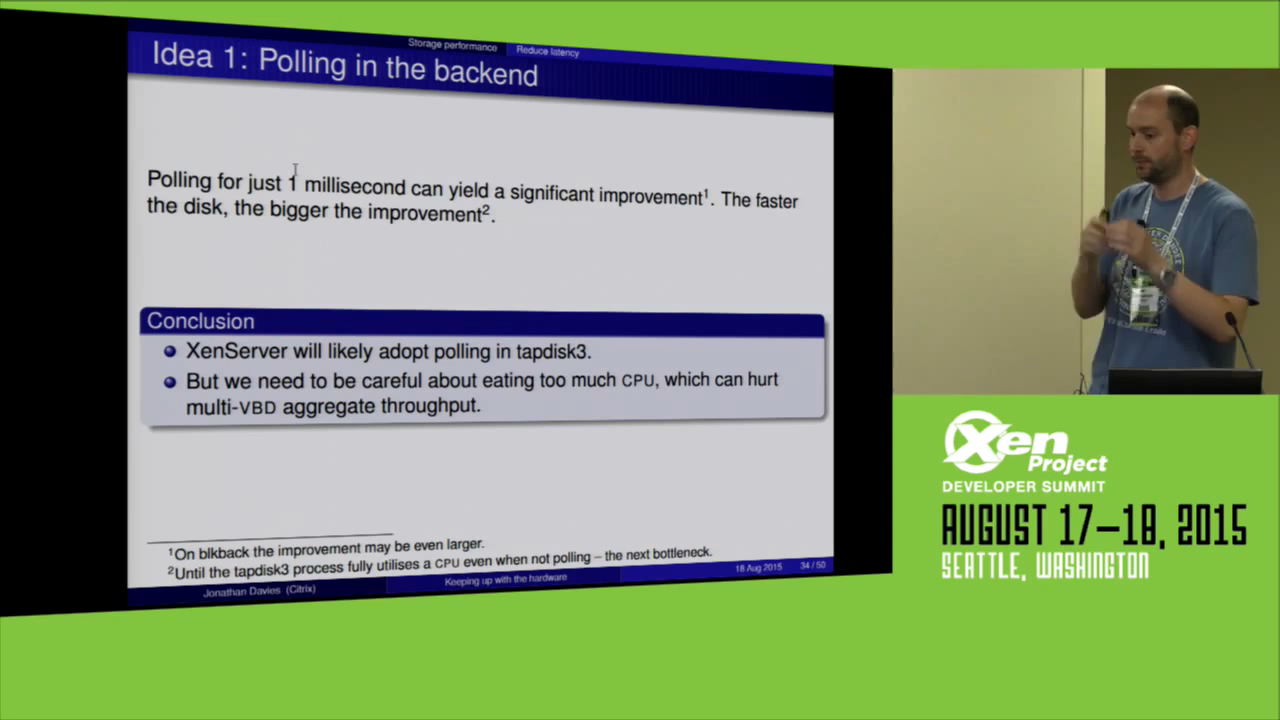 Storage performance
Reduce latency
Idea 1: Polling in the backend
Polling for just 1 millisecond can yield a significant improvement¹. The faster
the disk, the bigger the improvement².
Conclusion
XenServer will likely adopt polling in tapdisk3.
But we need to be careful about eating too much CPU, which can hurt
multi-VBD aggregate throughput.
¹On blkback the improvement may be even larger.
²Until the tapdisk3 process fully utilises a CPU even when not polling – the next bottleneck.
Jonathan Davies (Citrix)
Keeping up with the hardware
18 Aug 2015
34 / 50
Xen
Project
DEVELOPER SUMMIT
AUGUST 17–18, 2015
SEATTLE, WASHINGTON